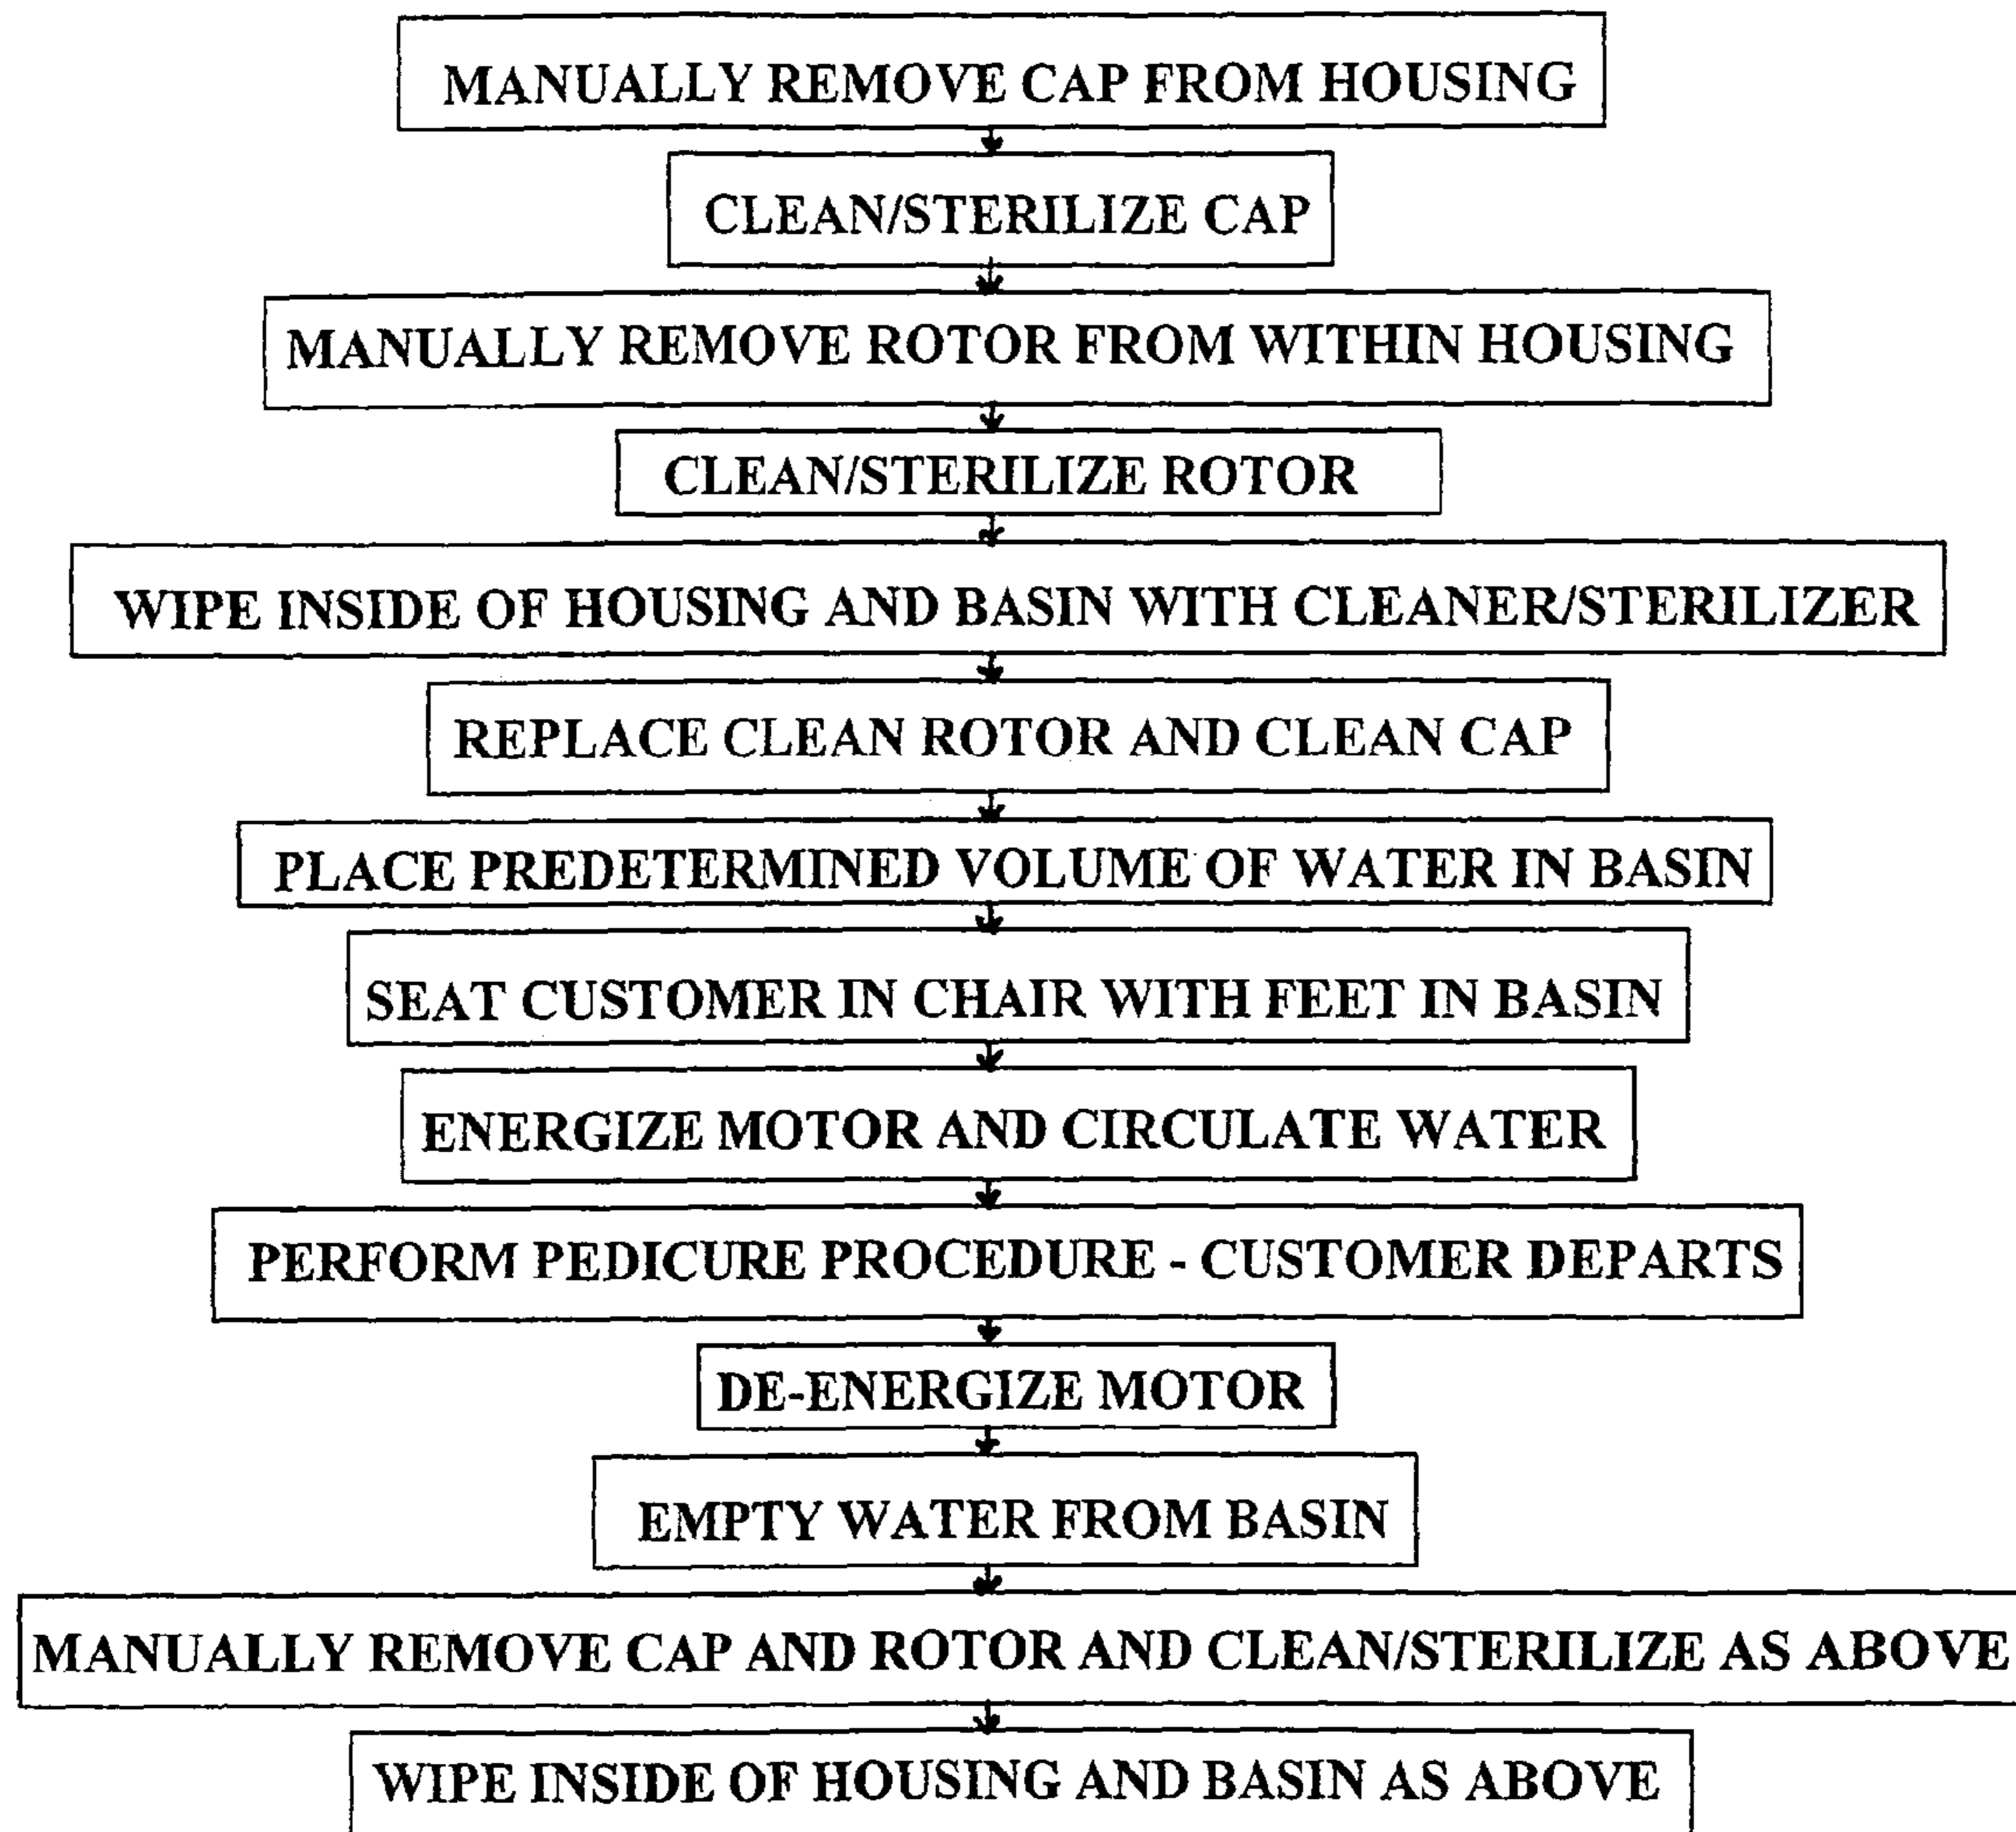 MANUALLY REMOVE CAP FROM HOUSING
CLEAN/STERILIZE CAP
MANUALLY REMOVE ROTOR FROM WITHIN HOUSING
CLEAN/STERILIZE ROTOR
WIPE INSIDE OF HOUSING AND BASIN WITH CLEANER/STERILIZER
REPLACE CLEAN ROTOR AND CLEAN CAP
PLACE PREDETERMINED VOLUME OF WATER IN BASIN
SEAT CUSTOMER IN CHAIR WITH FEET IN BASIN
ENERGIZE MOTOR AND CIRCULATE WATER
PERFORM PEDICURE PROCEDURE - CUSTOMER DEPARTS
DE-ENERGIZE MOTOR
EMPTY WATER FROM BASIN
MANUALLY REMOVE CAP AND ROTOR AND CLEAN/STERILIZE AS ABOVE
WIPE INSIDE OF HOUSING AND BASIN AS ABOVE